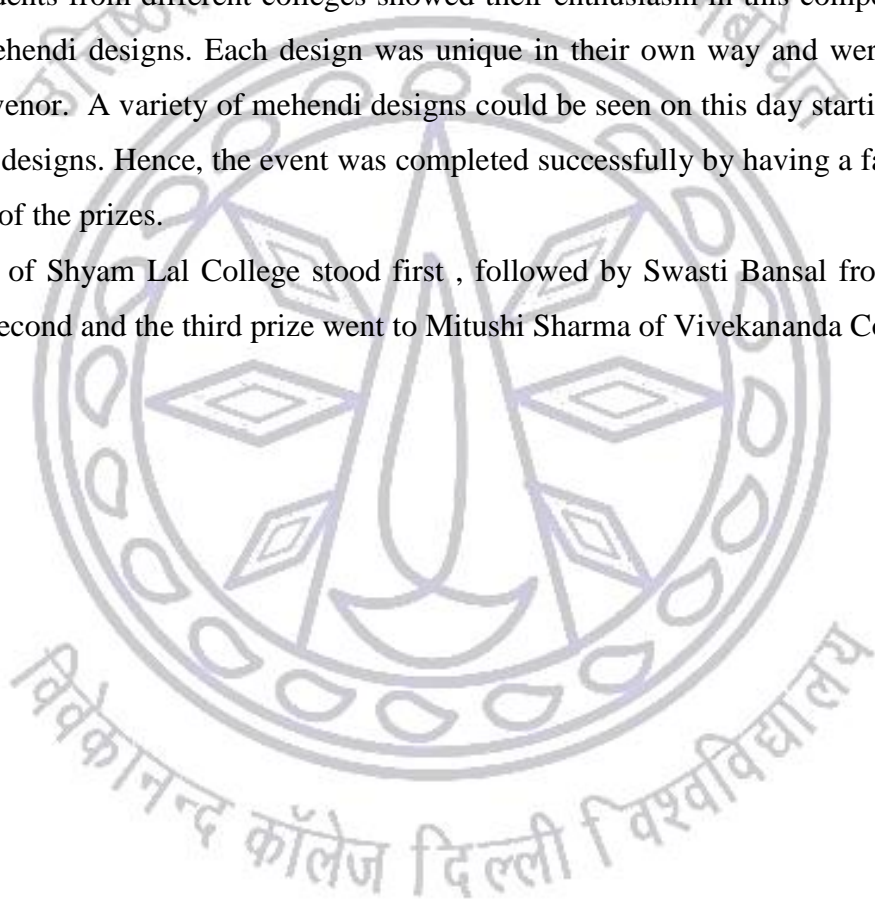 ents from different colleges showed their enthusiasm in this compe
ehendi designs. Each design was unique in their own way and wer
venor. A variety of mehendi designs could be seen on this day starti
designs. Hence, the event was completed successfully by having a fa
of the prizes.
of Shyam Lal College stood first , followed by Swasti Bansal fro
econd and the third prize went to Mitushi Sharma of Vivekananda Co
विवेकानन्द कॉलेज दिल्ली विश्वविद्यालय